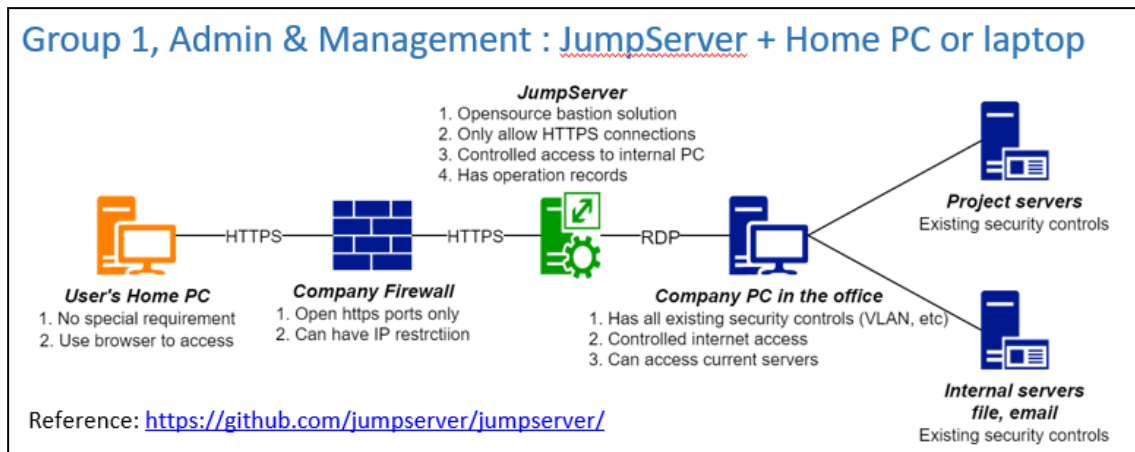 Group 1, Admin & Management : JumpServer + Home PC or laptop
JumpServer
1. Opensource bastion solution
2. Only allow HTTPS connections
3. Controlled access to internal PC
4. Has operation records
HTTPS
HTTPS
RDP
User's Home PC
1. No special requirement
2. Use browser to access
Company Firewall
1. Open https ports only
2. Can have IP restrctiion
Company PC in the office
1. Has all existing security controls (VLAN, etc)
2. Controlled internet access
3. Can access current servers
Project servers
Existing security controls
Internal servers
file, email
Existing security controls
Reference: https://github.com/jumpserver/jumpserver/